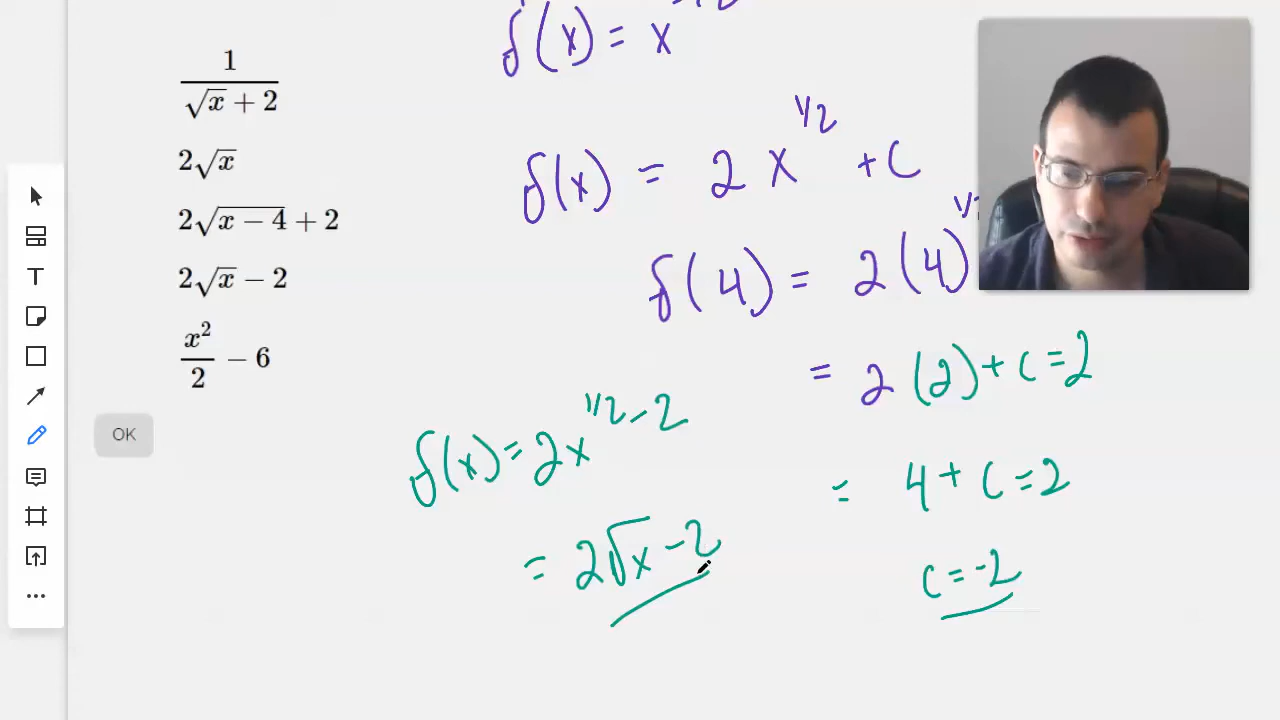 f(x) = x
1/√x + 2
2√x
2√x − 4 + 2
2√x − 2
x²/2 − 6
OK
T
f(x) = 2x^1/2 + c
f(4) = 2(4)
= 2(2) + c = 2
= 4 + c = 2
c = -2
f(x) = 2x^1/2 - 2
= 2√x - 2